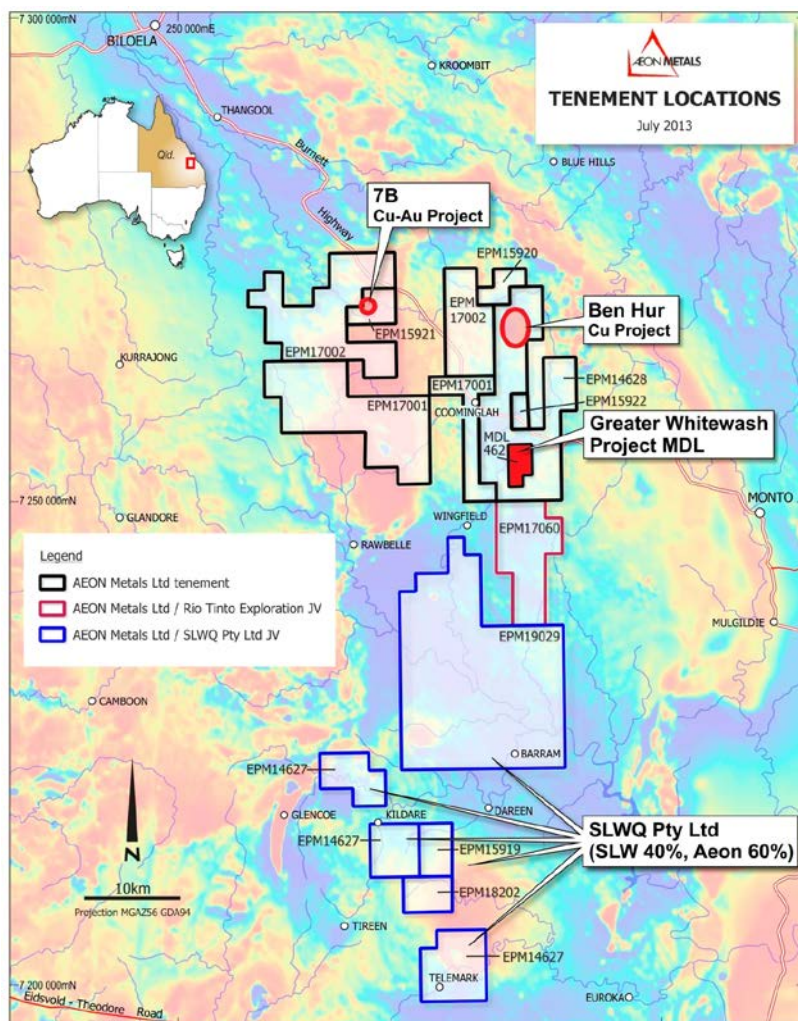 7 300 000mN
250 000mE
BILOELA
KROOMBIT
AEON METALS
TENEMENT LOCATIONS
July 2013
THANGOOL
Burnett
Highway
BLUE HILLS
Qld.
7B
Cu-Au Project
EPM15920
EPM
17002
Ben Hur
Cu Project
EPM15921
KURRAJONG
EPM17002
EPM17001
EPM14628
EPM17001
COOMINGLAH
EPM15922
Greater Whitewash
Project MDL
MDL
462
7 250 000mN
MONTO
GLANDORE
WINGFIELD
EPM17060
RAWBELLE
Legend
AEON Metals Ltd tenement
AEON Metals Ltd / Rio Tinto Exploration JV
AEON Metals Ltd / SLWQ Pty Ltd JV
MULGILDIE
EPM19029
CAMBOON
BARRAM
EPM14627
DAREEN
GLENCOE
KILDARE
SLWQ Pty Ltd
(SLW 40%, Aeon 60%)
EPM14627
EPM15919
N
10km
EPM18202
Projection MGAZ56 GDA94
TIREEN
EPM14627
TELEMARK
7 200 000mN
EUROKA
Eidsvold - Theodore Road